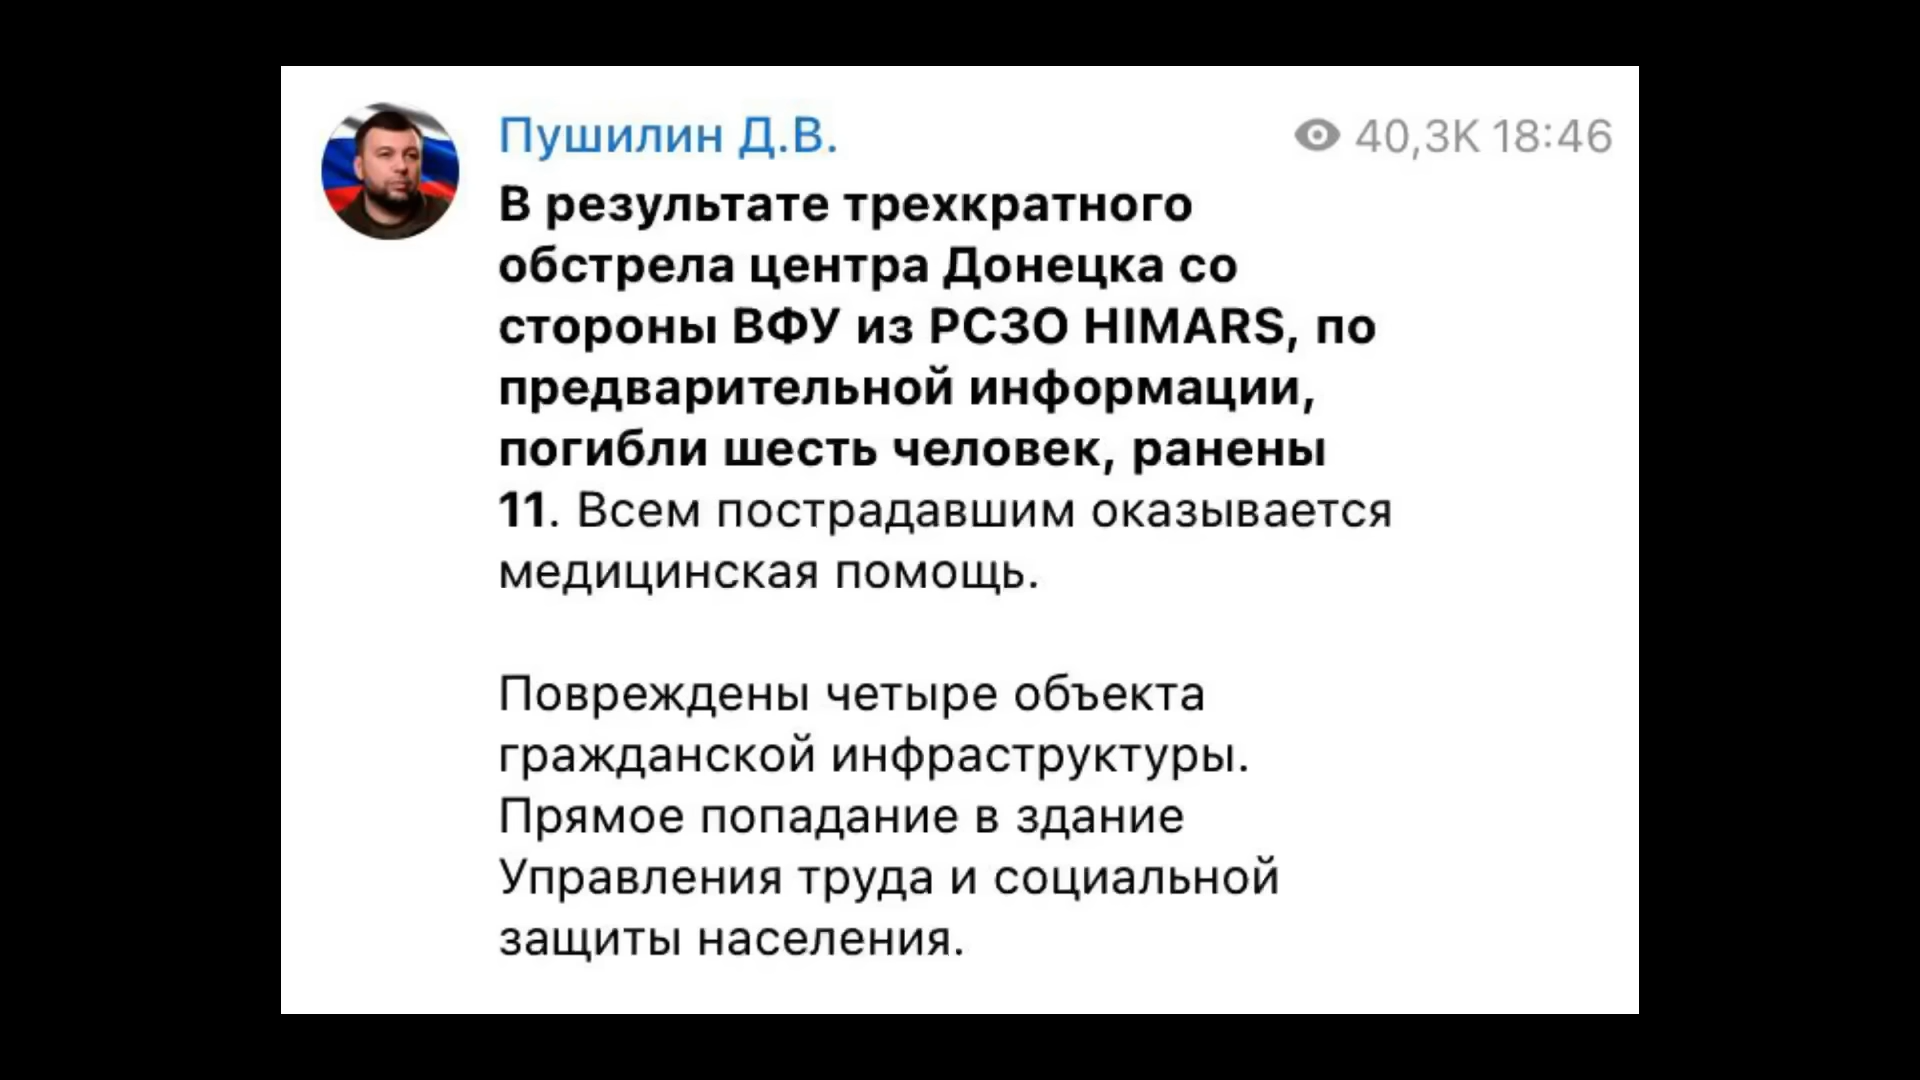 Пушилин Д.В.
40,3K 18:46
В результате трехкратного
обстрела центра Донецка со
стороны ВФУ из РСЗО HIMARS, по
предварительной информации,
погибли шесть человек, ранены
11. Всем пострадавшим оказывается
медицинская помощь.
Повреждены четыре объекта
гражданской инфраструктуры.
Прямое попадание в здание
Управления труда и социальной
защиты населения.